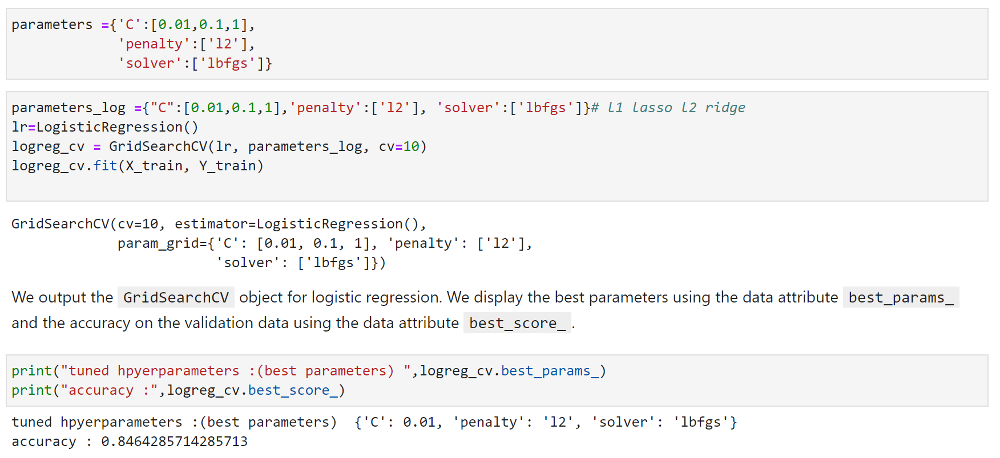 parameters ={'C':[0.01,0.1,1],
             'penalty':['l2'],
             'solver':['lbfgs']}
parameters_log ={"C":[0.01,0.1,1],'penalty':['l2'], 'solver':['lbfgs']}# l1 lasso l2 ridge
lr=LogisticRegression()
logreg_cv = GridSearchCV(lr, parameters_log, cv=10)
logreg_cv.fit(X_train, Y_train)
GridSearchCV(cv=10, estimator=LogisticRegression(),
             param_grid={'C': [0.01, 0.1, 1], 'penalty': ['l2'],
                         'solver': ['lbfgs']})
We output the GridSearchCV object for logistic regression. We display the best parameters using the data attribute best_params_
and the accuracy on the validation data using the data attribute best_score_.
print("tuned hpyerparameters :(best parameters) ",logreg_cv.best_params_)
print("accuracy :",logreg_cv.best_score_)
tuned hpyerparameters :(best parameters)  {'C': 0.01, 'penalty': 'l2', 'solver': 'lbfgs'}
accuracy : 0.8464285714285713